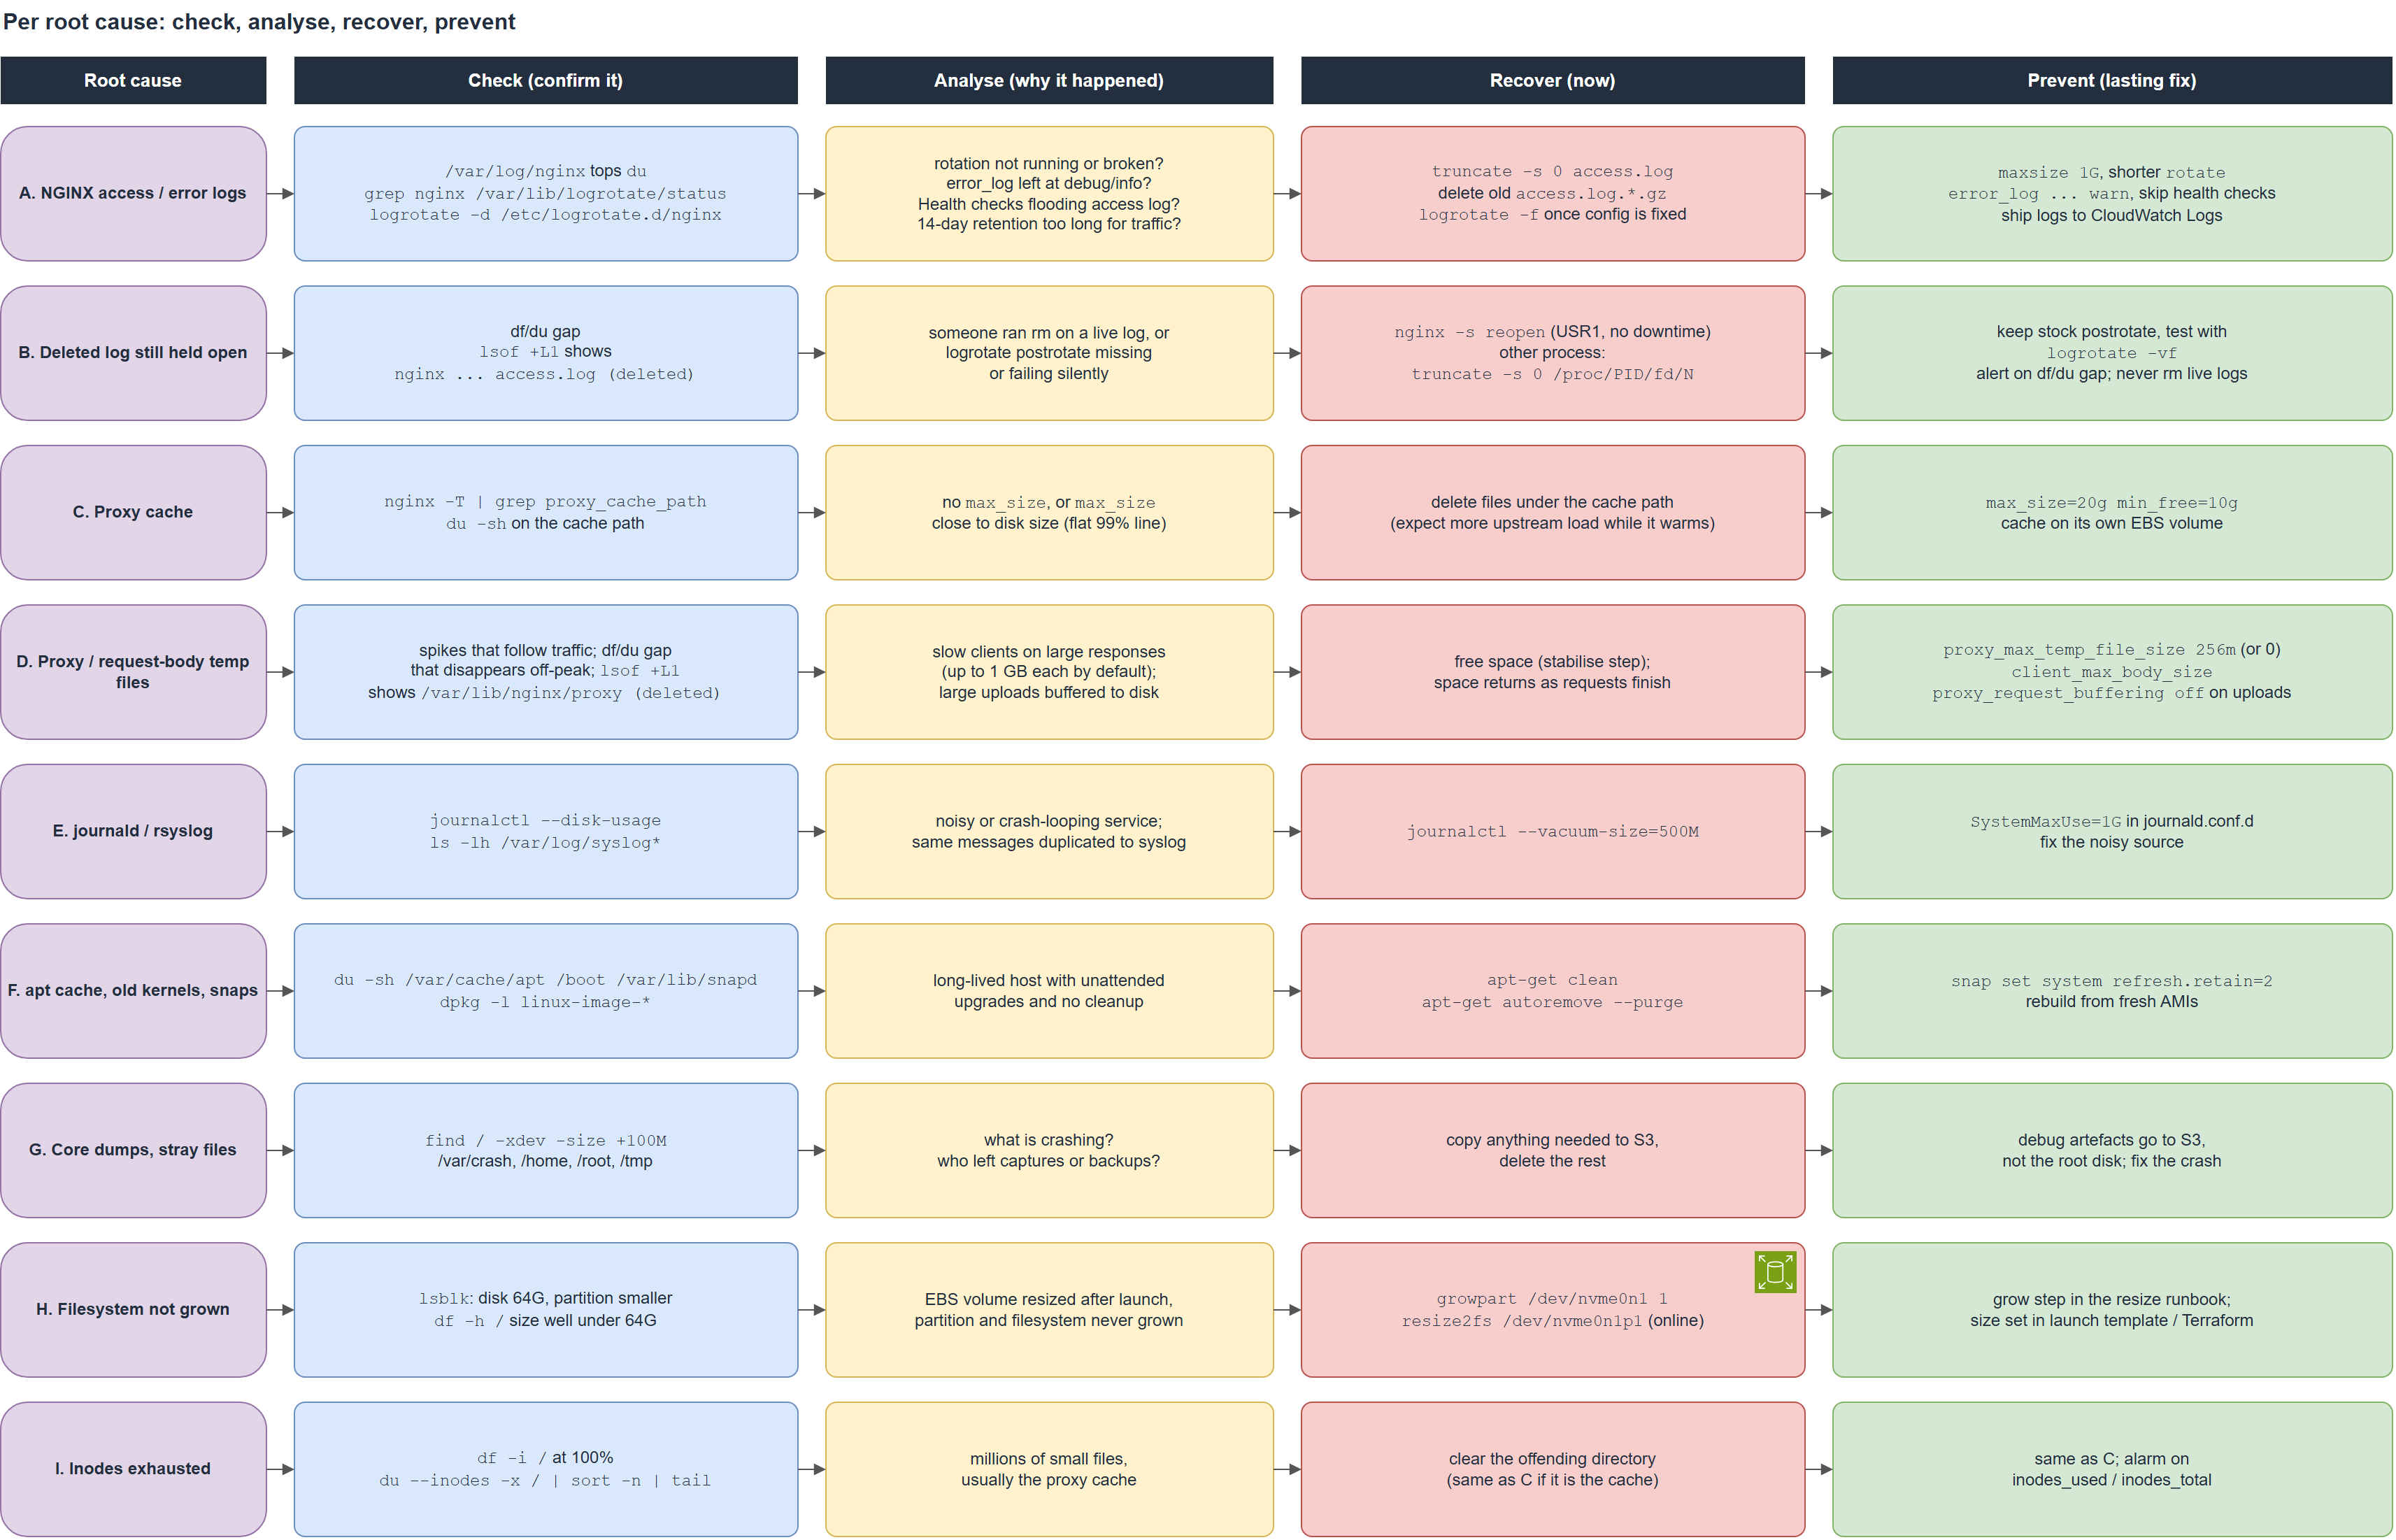 Per root cause: check, analyse, recover, prevent
Root cause
Check (confirm it)
Analyse (why it happened)
Recover (now)
Prevent (lasting fix)
A. NGINX access / error logs
/var/log/nginx tops du
grep nginx /var/lib/logrotate/status
logrotate -d /etc/logrotate.d/nginx
rotation not running or broken?
error_log left at debug/info?
Health checks flooding access log?
14-day retention too long for traffic?
truncate -s 0 access.log
delete old access.log.*.gz
logrotate -f once config is fixed
maxsize 1G, shorter rotate
error_log ... warn, skip health checks
ship logs to CloudWatch Logs
B. Deleted log still held open
df/du gap
lsof +L1 shows
nginx ... access.log (deleted)
someone ran rm on a live log, or
logrotate postrotate missing
or failing silently
nginx -s reopen (USR1, no downtime)
other process:
truncate -s 0 /proc/PID/fd/N
keep stock postrotate, test with
logrotate -vf
alert on df/du gap; never rm live logs
C. Proxy cache
nginx -T | grep proxy_cache_path
du -sh on the cache path
no max_size, or max_size
close to disk size (flat 99% line)
delete files under the cache path
(expect more upstream load while it warms)
max_size=20g min_free=10g
cache on its own EBS volume
D. Proxy / request-body temp
files
spikes that follow traffic; df/du gap
that disappears off-peak; lsof +L1
shows /var/lib/nginx/proxy (deleted)
slow clients on large responses
(up to 1 GB each by default);
large uploads buffered to disk
free space (stabilise step);
space returns as requests finish
proxy_max_temp_file_size 256m (or 0)
client_max_body_size
proxy_request_buffering off on uploads
E. journald / rsyslog
journalctl --disk-usage
ls -lh /var/log/syslog*
noisy or crash-looping service;
same messages duplicated to syslog
journalctl --vacuum-size=500M
SystemMaxUse=1G in journald.conf.d
fix the noisy source
F. apt cache, old kernels, snaps
du -sh /var/cache/apt /boot /var/lib/snapd
dpkg -l linux-image-*
long-lived host with unattended
upgrades and no cleanup
apt-get clean
apt-get autoremove --purge
snap set system refresh.retain=2
rebuild from fresh AMIs
G. Core dumps, stray files
find / -xdev -size +100M
/var/crash, /home, /root, /tmp
what is crashing?
who left captures or backups?
copy anything needed to S3,
delete the rest
debug artefacts go to S3,
not the root disk; fix the crash
H. Filesystem not grown
lsblk: disk 64G, partition smaller
df -h / size well under 64G
EBS volume resized after launch,
partition and filesystem never grown
growpart /dev/nvme0n1 1
resize2fs /dev/nvme0n1p1 (online)
grow step in the resize runbook;
size set in launch template / Terraform
I. Inodes exhausted
df -i / at 100%
du --inodes -x / | sort -n | tail
millions of small files,
usually the proxy cache
clear the offending directory
(same as C if it is the cache)
same as C; alarm on
inodes_used / inodes_total